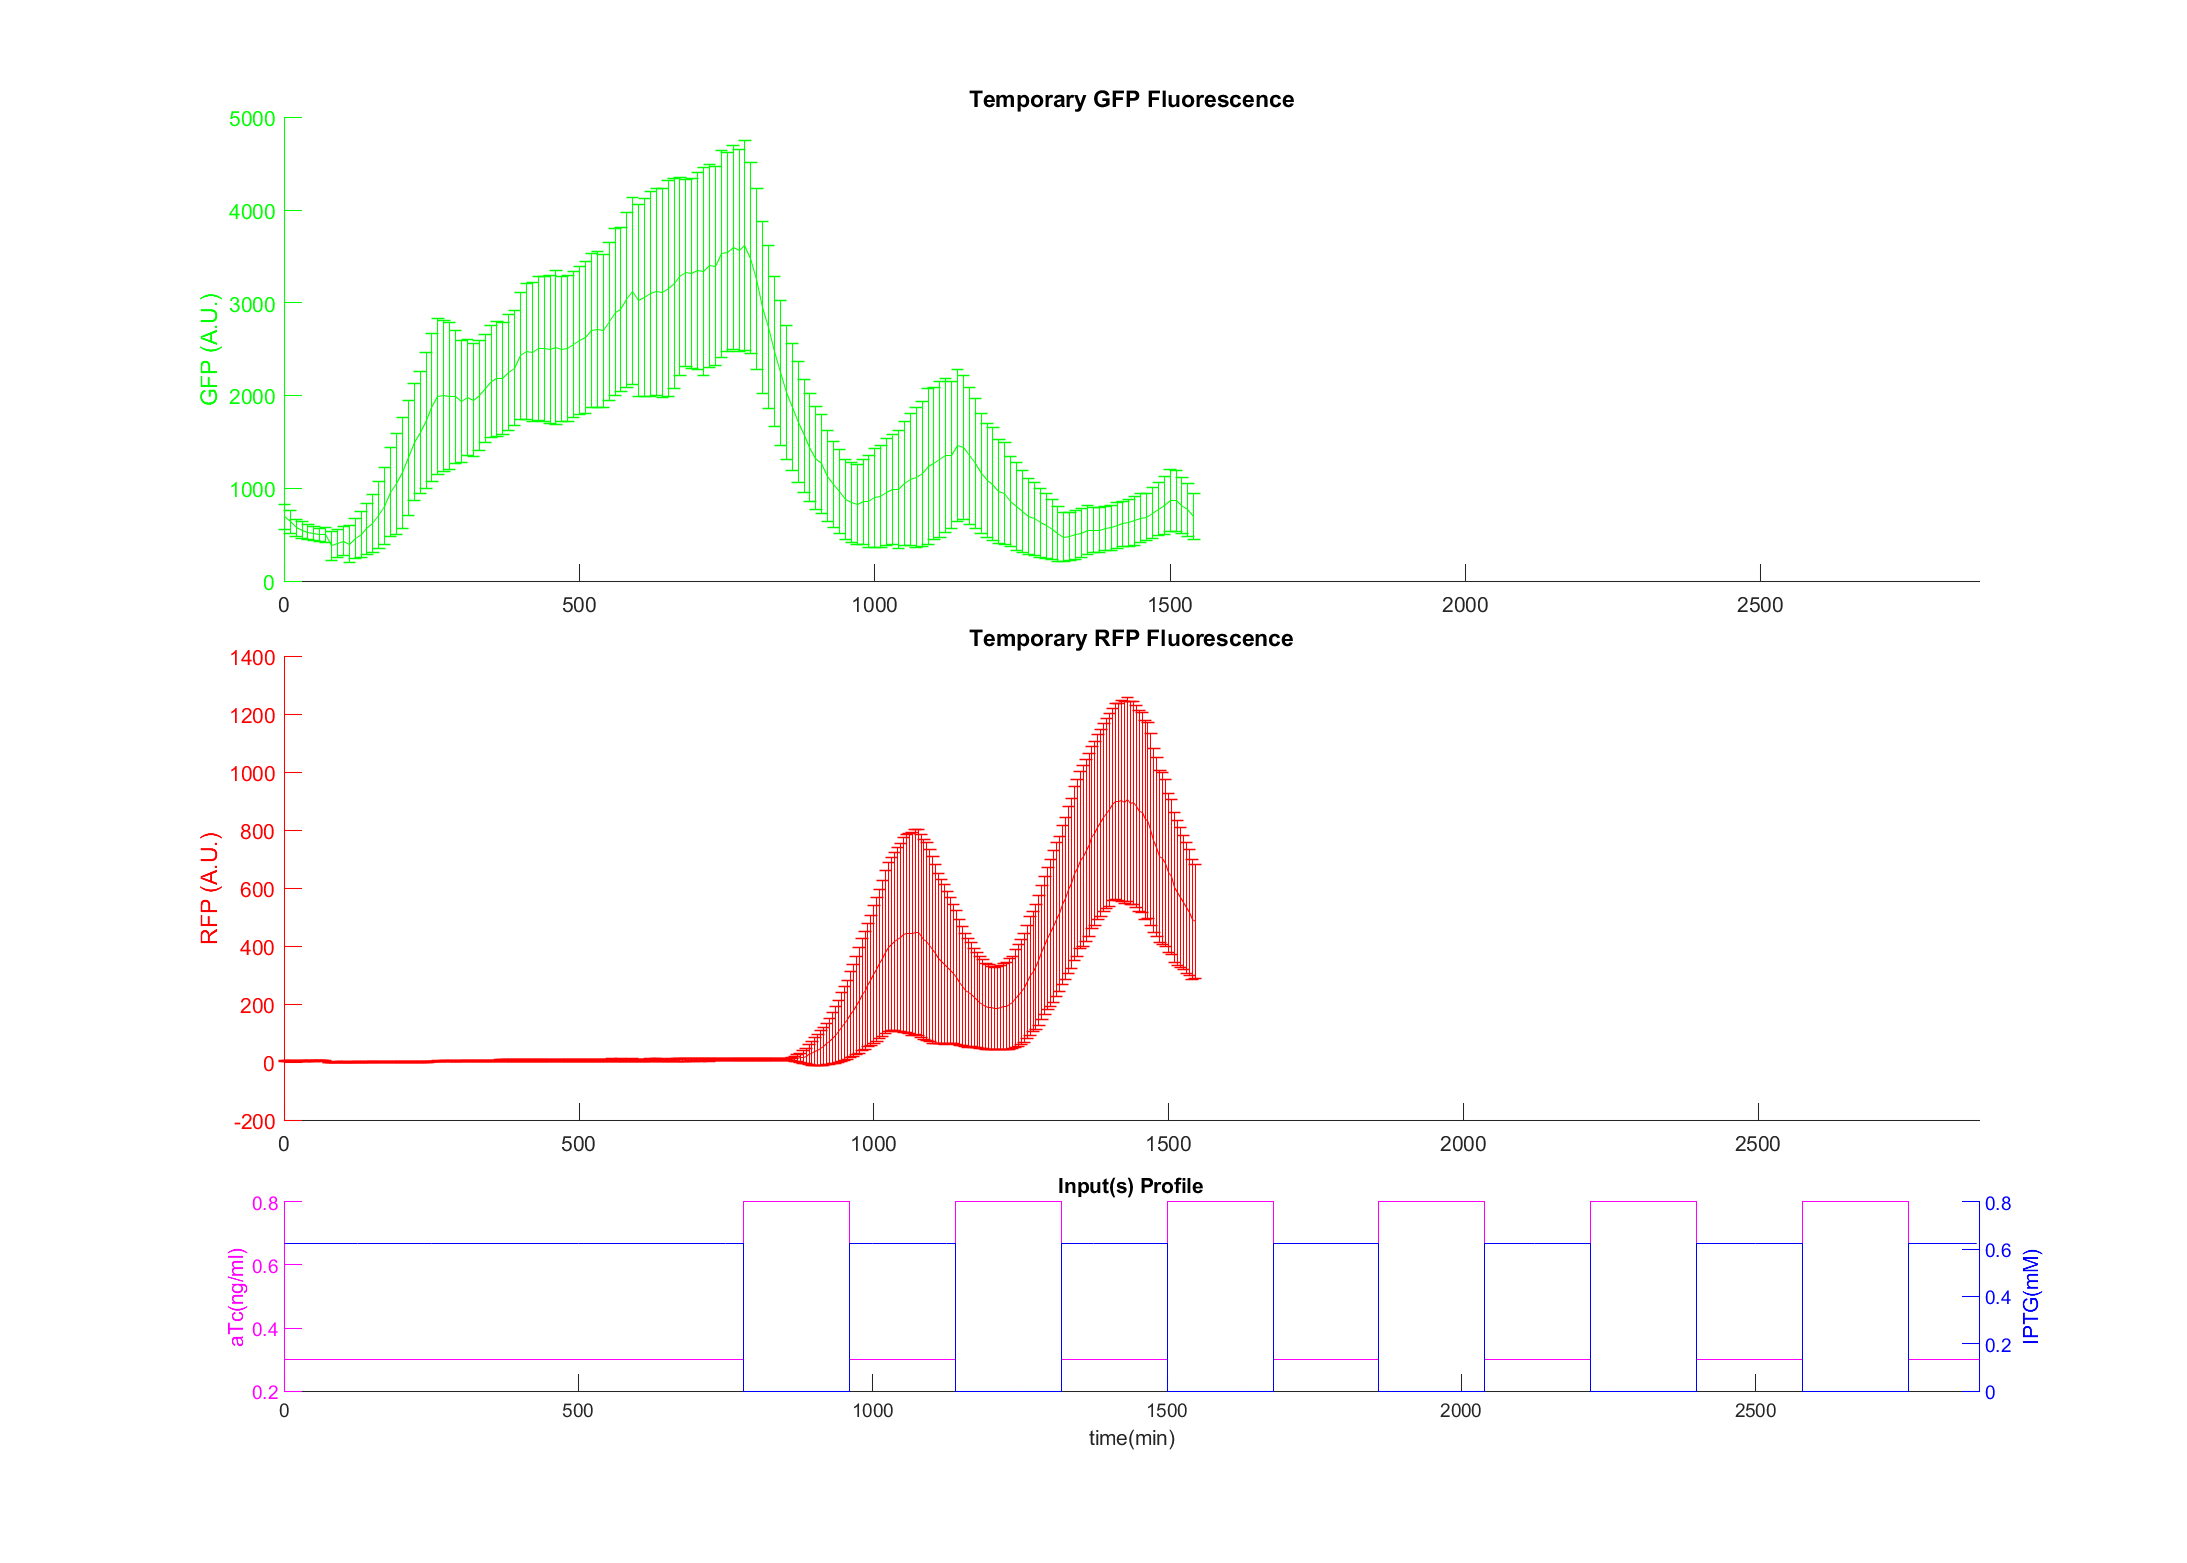 Temporary GFP Fluorescence
5000
4000
3000
2000
1000
0
GFP (A.U.)
0 500 1000 1500 2000 2500
Temporary RFP Fluorescence
1400
1200
1000
800
600
400
200
0
-200
RFP (A.U.)
0 500 1000 1500 2000 2500
Input(s) Profile
0.8
0.6
0.4
0.2
aTc(ng/ml)
0.8
0.6
0.4
0.2
0
IPTG(mM)
0 500 1000 1500 2000 2500
time(min)